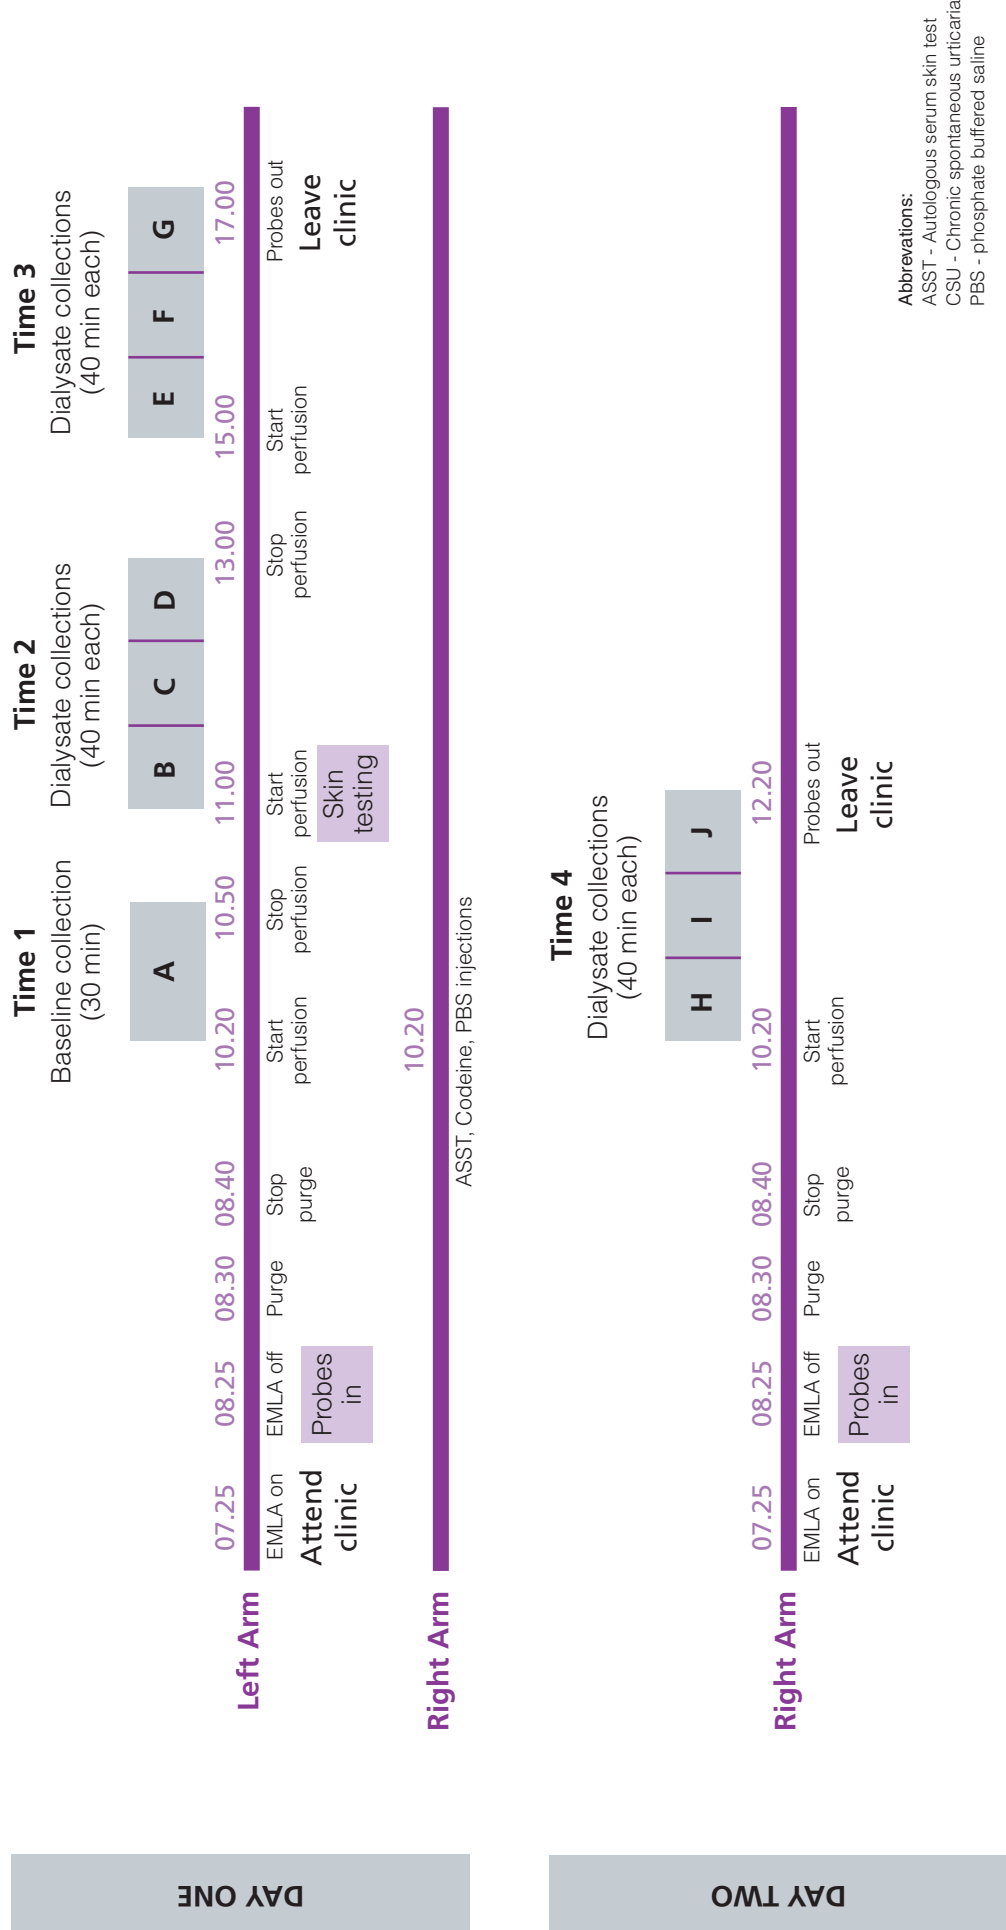 DAY ONE
Time 1
Baseline collection
(30 min)
A
Time 2
Dialysate collections
(40 min each)
B C D
Time 3
Dialysate collections
(40 min each)
E F G
Left Arm
07.25 08.25 08.30 08.40 10.20 10.50 11.00 13.00 15.00 17.00
EMLA on
Attend
clinic
EMLA off
Probes
in
Purge
Stop
purge
Start
perfusion
Stop
perfusion
Start
perfusion
Skin
testing
Stop
perfusion
Start
perfusion
Probes out
Leave
clinic
Right Arm
10.20
ASST, Codeine, PBS injections
DAY TWO
Time 4
Dialysate collections
(40 min each)
H I J
Right Arm
07.25 08.25 08.30 08.40 10.20 12.20
EMLA on
Attend
clinic
EMLA off
Probes
in
Purge
Stop
purge
Start
perfusion
Probes out
Leave
clinic
Abbrevations:
ASST - Autologous serum skin test
CSU - Chronic spontaneous urticaria
PBS - phosphate buffered saline